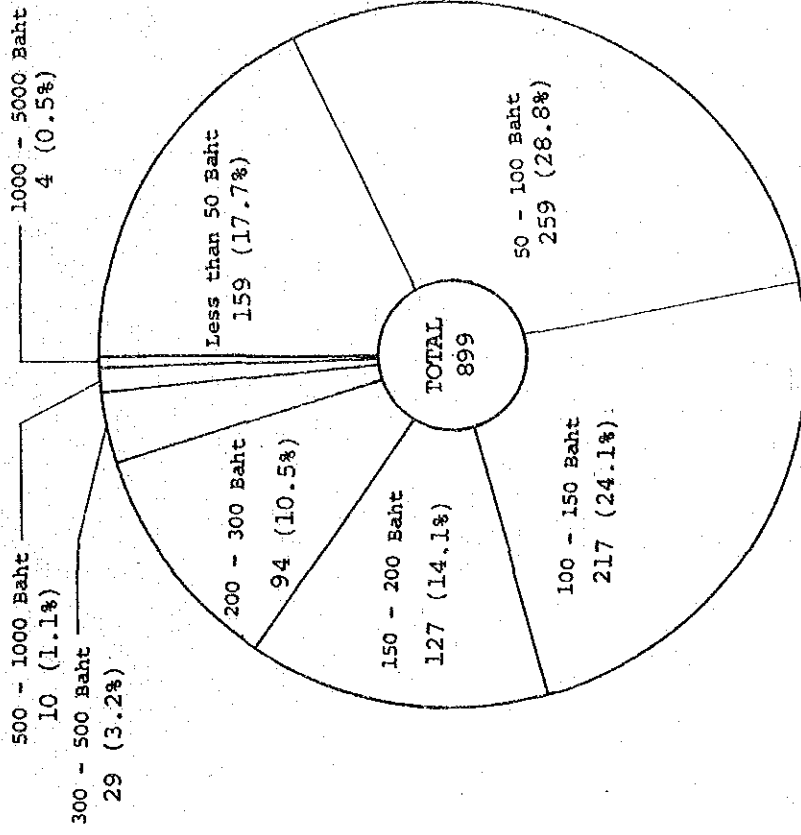 1000 - 5000 Baht
4 (0.5%)
500 - 1000 Baht
10 (1.1%)
300 - 500 Baht
29 (3.2%)
Less than 50 Baht
159 (17.7%)
50 - 100 Baht
259 (28.8%)
200 - 300 Baht
94 (10.5%)
150 - 200 Baht
127 (14.1%)
100 - 150 Baht
217 (24.1%)
TOTAL
899